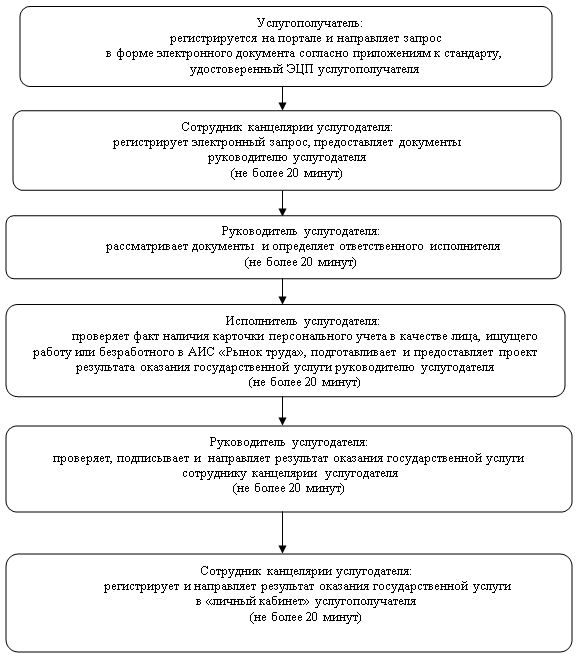 Услугополучатель:
регистрируется на портале и направляет запрос
в форме электронного документа согласно приложениям к стандарту,
удостоверенный ЭЦП услугополучателя
Сотрудник канцелярии услугодателя:
регистрирует электронный запрос, предоставляет документы
руководителю услугодателя
(не более 20 минут)
Руководитель услугодателя:
рассматривает документы и определяет ответственного исполнителя
(не более 20 минут)
Исполнитель услугодателя:
проверяет факт наличия карточки персонального учета в качестве лица, ищущего
работу или безработного в АИС «Рынок труда», подготавливает и предоставляет проект
результата оказания государственной услуги руководителю услугодателя
(не более 20 минут)
Руководитель услугодателя:
проверяет, подписывает и направляет результат оказания государственной услуги
сотруднику канцелярии услугодателя
(не более 20 минут)
Сотрудник канцелярии услугодателя:
регистрирует и направляет результат оказания государственной услуги
в «личный кабинет» услугополучателя
(не более 20 минут)